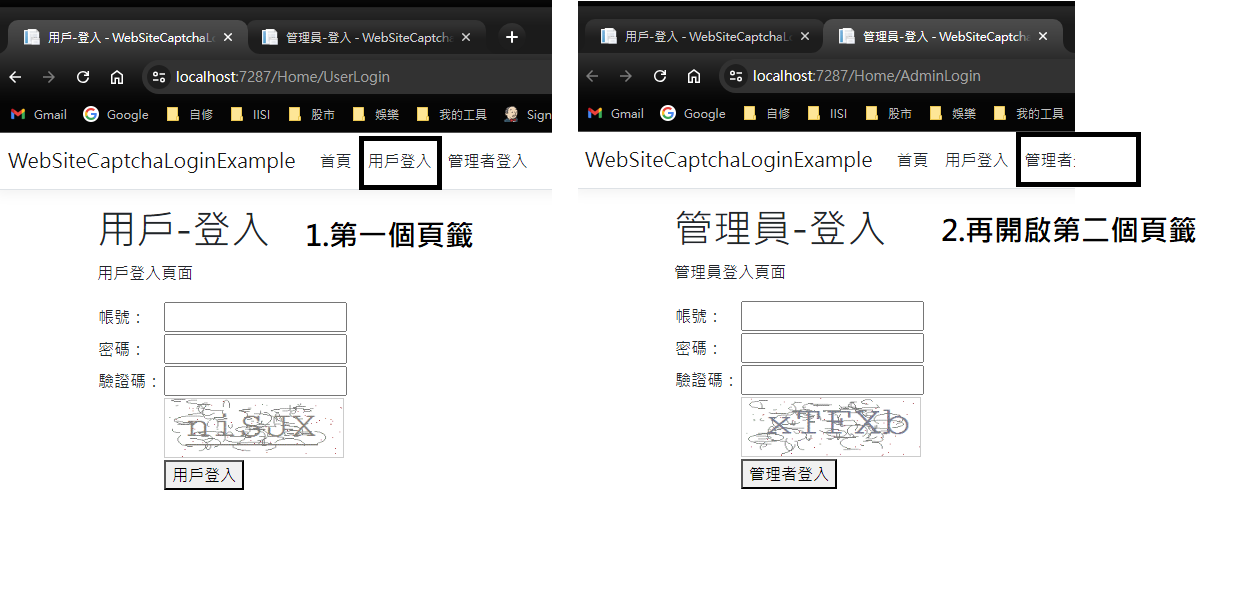 用戶-登入 - WebSiteCaptchaL
管理員-登入 - WebSiteCaptch
localhost:7287/Home/UserLogin
Gmail Google 自修 IISI 股市 娛樂 我的工具 Sign
WebSiteCaptchaLoginExample 首頁 用戶登入 管理者登入
用戶-登入
1.第一個頁籤
用戶登入頁面
帳號：
密碼：
驗證碼：
niSJX
用戶登入
用戶-登入 - WebSiteCaptchaL
管理員-登入 - WebSiteCaptcha
localhost:7287/Home/AdminLogin
Gmail Google 自修 IISI 股市 娛樂 我的工具
WebSiteCaptchaLoginExample 首頁 用戶登入 管理者
管理員-登入
2.再開啟第二個頁籤
管理員登入頁面
帳號：
密碼：
驗證碼：
xTFXb
管理者登入